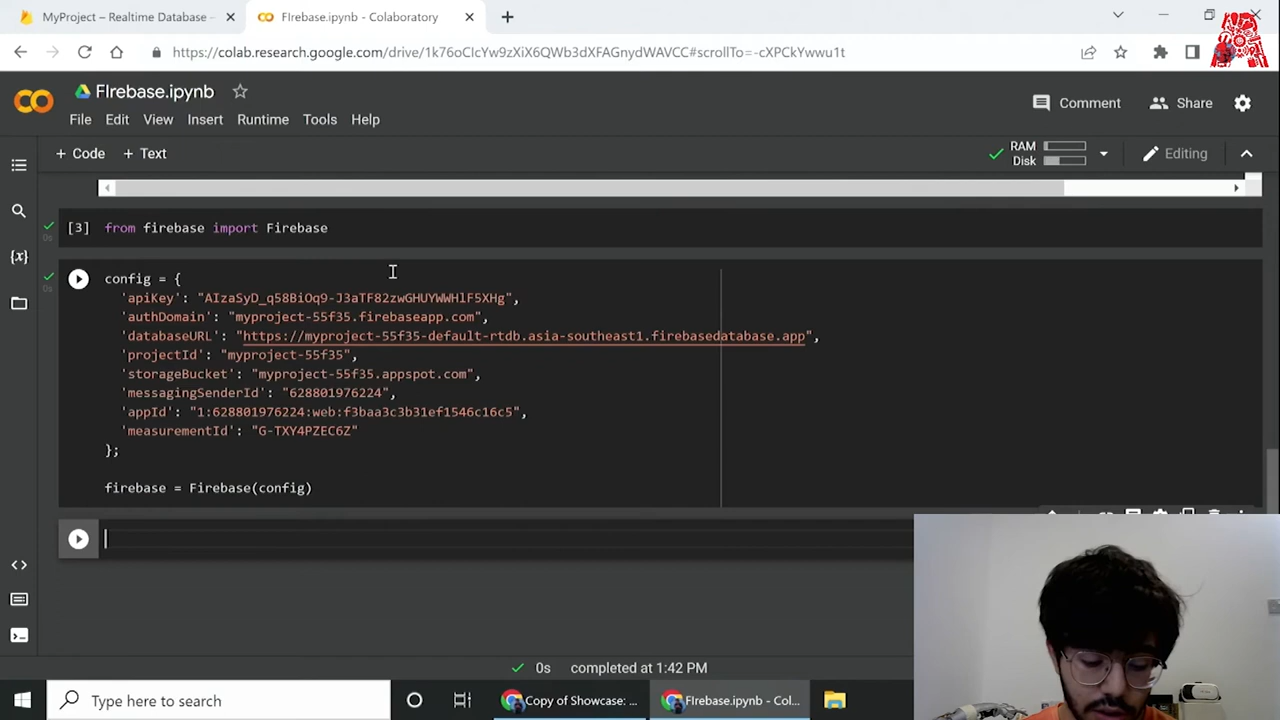 MyProject – Realtime Database –
FIrebase.ipynb - Colaboratory
https://colab.research.google.com/drive/1k76oCIcYw9zXiX6QWb3dXFAGnydWAVCC#scrollTo=-cXPCkYwwu1t
FIrebase.ipynb
Comment
Share
File Edit View Insert Runtime Tools Help
+ Code + Text
RAM
Disk
Editing
[3] from firebase import Firebase
0s
0s
config = {
'apiKey': "AIzaSyD_q58BiOq9-J3aTF82zwGHUYWWHlF5XHg",
'authDomain': "myproject-55f35.firebaseapp.com",
'databaseURL': "https://myproject-55f35-default-rtdb.asia-southeast1.firebasedatabase.app",
'projectId': "myproject-55f35",
'storageBucket': "myproject-55f35.appspot.com",
'messagingSenderId': "628801976224",
'appId': "1:628801976224:web:f3baa3c3b31ef1546c16c5",
'measurementId': "G-TXY4PZEC6Z"
};
firebase = Firebase(config)
0s completed at 1:42 PM
Type here to search
Copy of Showcase: ...
FIrebase.ipynb - Col...